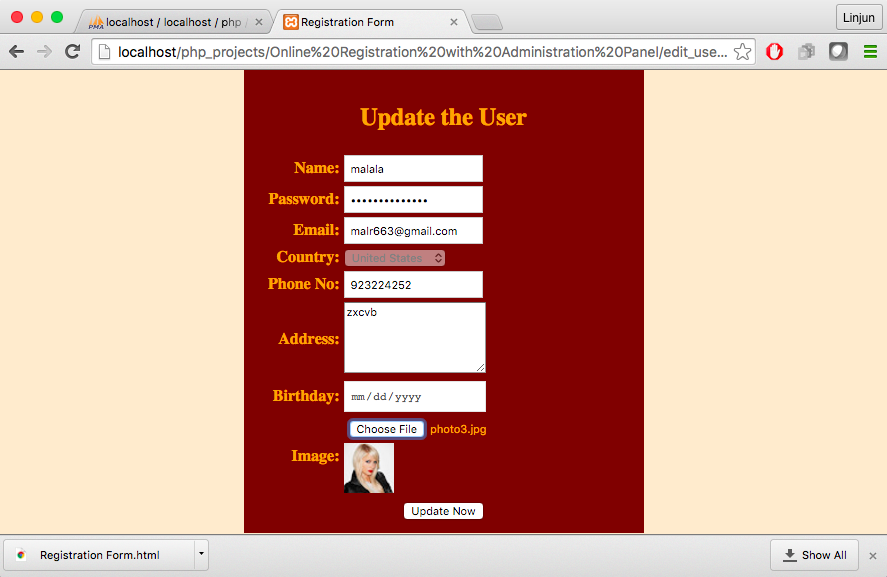 localhost / localhost / php
Registration Form
Linjun
localhost/php_projects/Online%20Registration%20with%20Administration%20Panel/edit_use...
Update the User
Name: malala
Password: ••••••••••••••
Email: malr663@gmail.com
Country: United States
Phone No: 923224252
Address: zxcvb
Birthday: mm/dd/yyyy
Choose File photo3.jpg
Image:
Update Now
Registration Form.html
Show All